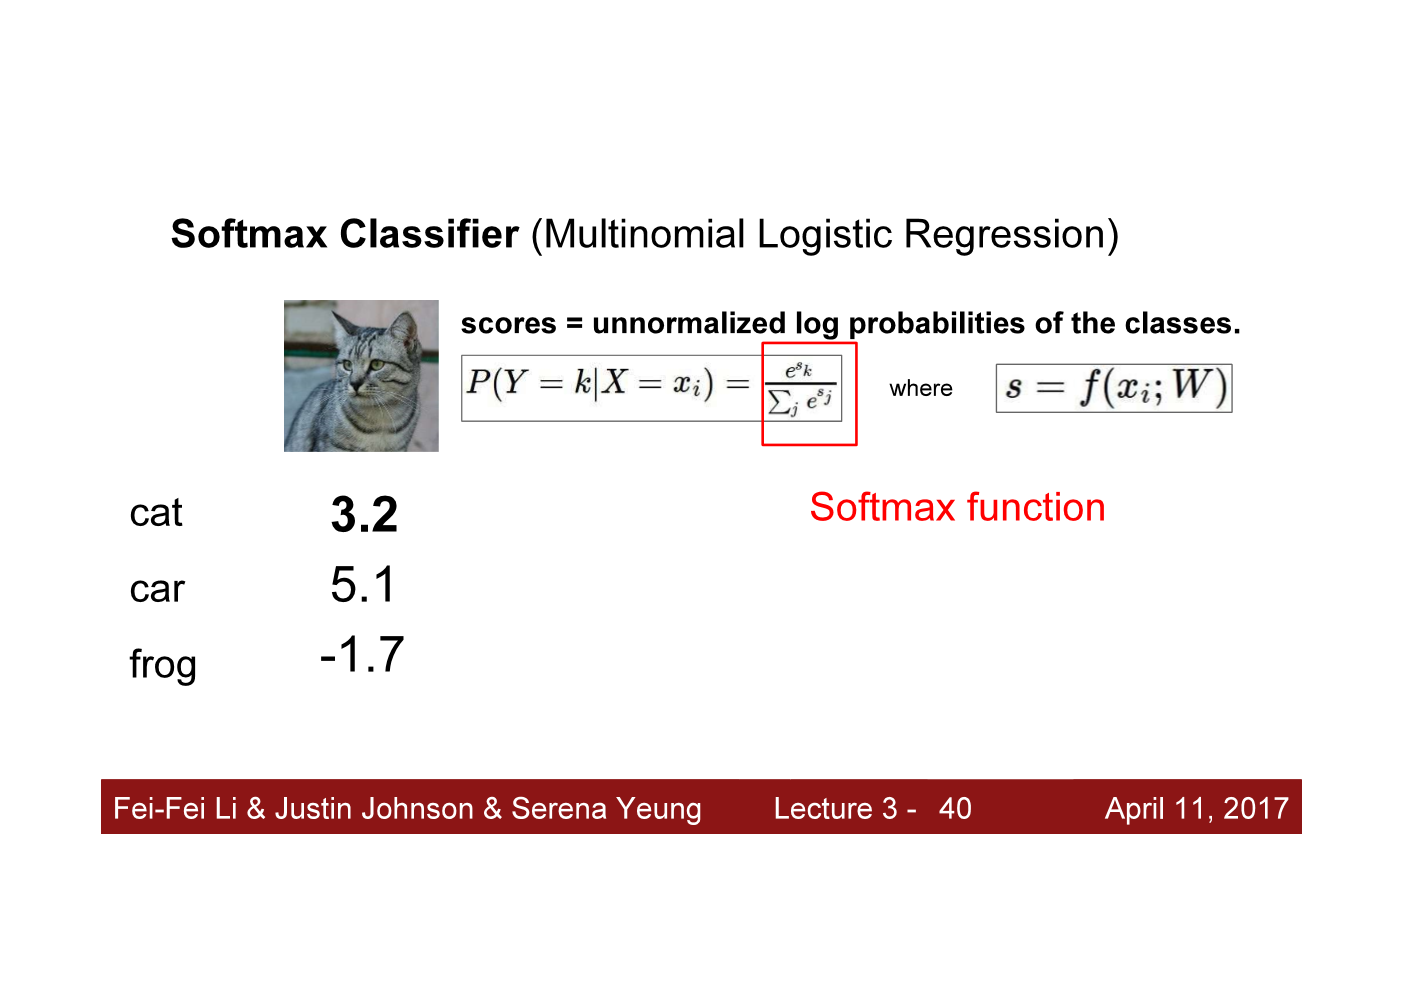 Softmax Classifier (Multinomial Logistic Regression)
scores = unnormalized log probabilities of the classes.
P(Y = k|X = x_i) = e^{s_k} / ∑_j e^{s_j} where s = f(x_i; W)
Softmax function
cat 3.2
car 5.1
frog -1.7
Fei-Fei Li & Justin Johnson & Serena Yeung Lecture 3 - 40 April 11, 2017